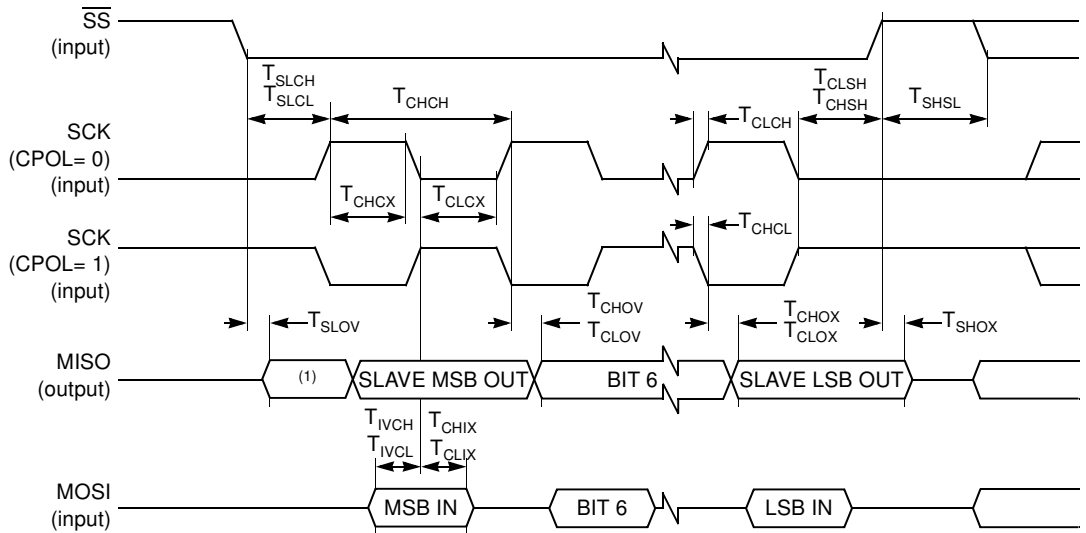 SS
(input)
T_SLCH
T_SLCL
T_CHCH
T_CLCH
T_CLSH
T_CHSH
T_SHSL
SCK
(CPOL= 0)
(input)
T_CHCX
T_CLCX
T_CHCL
SCK
(CPOL= 1)
(input)
T_SLOV
T_CHOV
T_CLOV
T_CHOX
T_CLOX
T_SHOX
MISO
(output)
(1)
SLAVE MSB OUT
BIT 6
SLAVE LSB OUT
T_IVCH
T_IVCL
T_CHIX
T_CLIX
MOSI
(input)
MSB IN
BIT 6
LSB IN